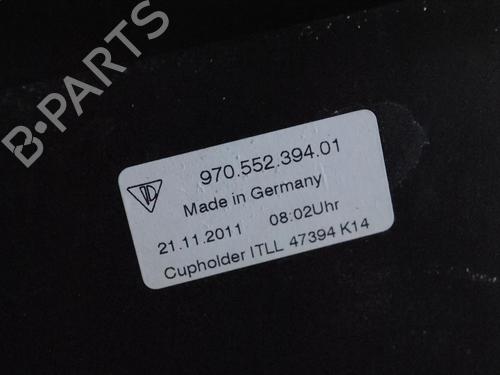 B-PARTS
970.552.394.01
Made in Germany
21.11.2011 08:02Uhr
Cupholder ITLL 47394 K14